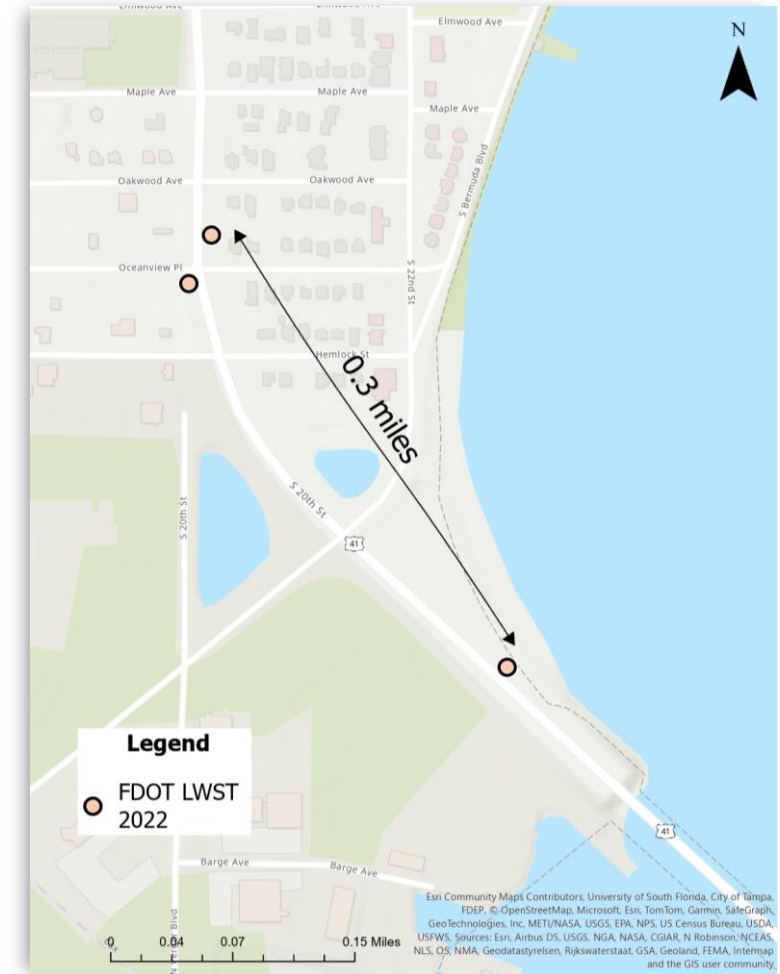 Elmwood Ave
Elmwood Ave
Elmwood Ave
N
Maple Ave
Maple Ave
Maple Ave
S Bermuda Blvd
Oakwood Ave
Oakwood Ave
Oceanview Pl
S 22nd St
Hemlock St
0.3 miles
S 20th St
S 20th St
41
Legend
FDOT LWST
2022
41
Barge Ave
Barge Ave
0
0.04
0.07
0.15 Miles
Esri Community Maps Contributors, University of South Florida, City of Tampa,
FDEP, © OpenStreetMap, Microsoft, Esri, TomTom, Garmin, SafeGraph,
GeoTechnologies, Inc, METI/NASA, USGS, EPA, NPS, US Census Bureau, USDA,
USFWS, Sources: Esri, Airbus DS, USGS, NGA, NASA, CGIAR, N Robinson, NCEAS,
NLS, OS, NMA, Geodatastyrelsen, Rijkswaterstaat, GSA, Geoland, FEMA, Intermap
and the GIS user community